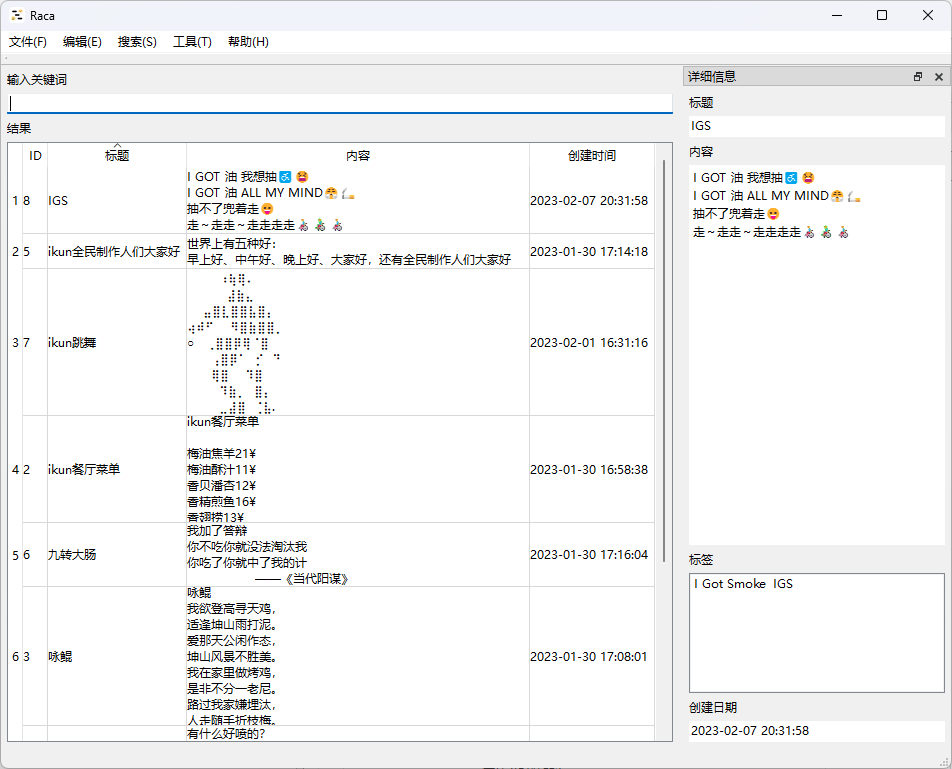 Raca
文件(F) 编辑(E) 搜索(S) 工具(T) 帮助(H)
输入关键词
结果
ID 标题 内容 创建时间
1 8 IGS
I GOT 油 我想抽♿😫
I GOT 油 ALL MY MIND😤🚬
抽不了兜着走😜
走～走走～走走走走👩‍🦽👩‍🦽👩‍🦽
2023-02-07 20:31:58
2 5 ikun全民制作人们大家好
世界上有五种好：
早上好、中午好、晚上好、大家好，还有全民制作人们大家好
2023-01-30 17:14:18
3 7 ikun跳舞
2023-02-01 16:31:16
4 2 ikun餐厅菜单
ikun餐厅菜单
梅油焦羊21¥
梅油酥汁11¥
香贝潘杏12¥
香精煎鱼16¥
香翅捞13¥
2023-01-30 16:58:38
5 6 九转大肠
我加了答辩
你不吃你就没法淘汰我
你吃了你就中了我的计
——《当代阳谋》
2023-01-30 17:16:04
6 3 咏鲲
咏鲲
我欲登高寻天鸡，
适逢坤山雨打泥。
爱那天公闲作态，
坤山风景不胜美。
我在家里做烤鸡，
是非不分一老尼。
路过我家嫌埋汰，
人走随手折枝梅。
2023-01-30 17:08:01
有什么好喷的?
详细信息
标题
IGS
内容
I GOT 油 我想抽♿😫
I GOT 油 ALL MY MIND😤🚬
抽不了兜着走😜
走～走走～走走走走👩‍🦽👩‍🦽👩‍🦽
标签
I Got Smoke IGS
创建日期
2023-02-07 20:31:58